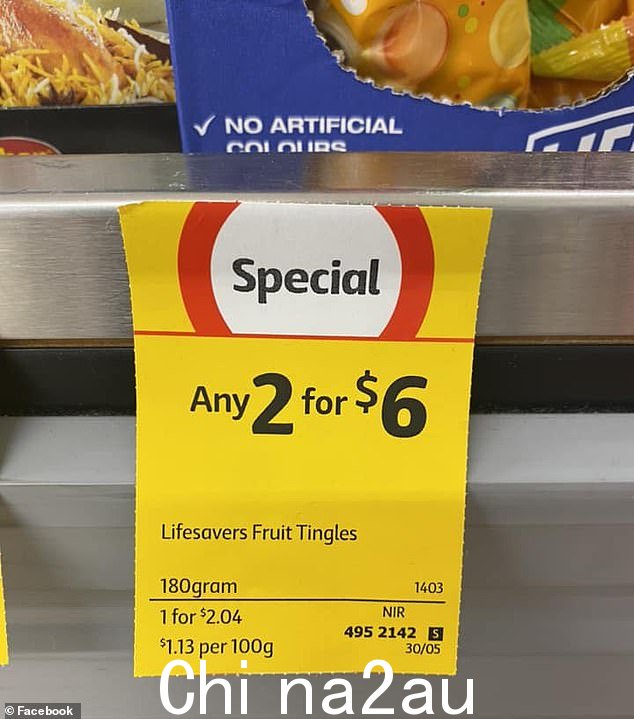 ✓ NO ARTIFICIAL
COLOURS
Special
Any 2 for $6
Lifesavers Fruit Tingles
180gram 1403
1 for $2.04 NIR
495 2142 S
$1.13 per 100g 30/05
Chi na2au
© Facebook